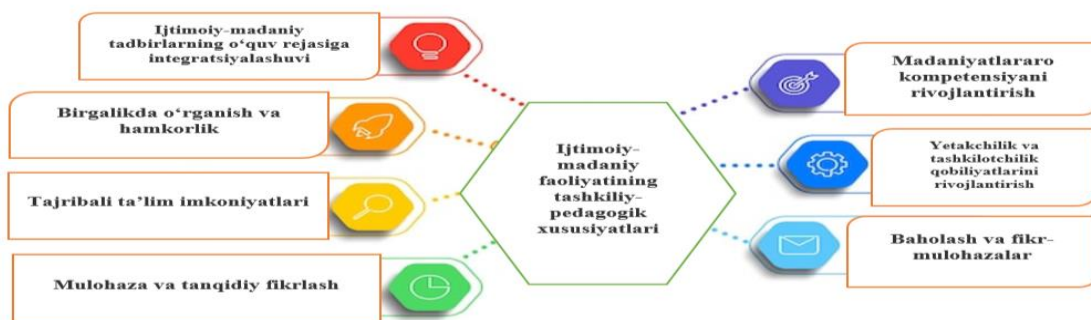 Ijtimoiy-madaniy
tadbirlarning o‘quv rejasiga
integratsiyalashuvi
Birgalikda o‘rganish va
hamkorlik
Tajribali ta’lim imkoniyatlari
Mulohaza va tanqidiy fikrlash
Ijtimoiy-
madaniy
faoliyatining
tashkiliy-
pedagogik
xususiyatlari
Madaniyatlararo
kompetensiyani
rivojlantirish
Yetakchilik va
tashkilotchilik
qobiliyatlarini
rivojlantirish
Baholash va fikr-
mulohazalar